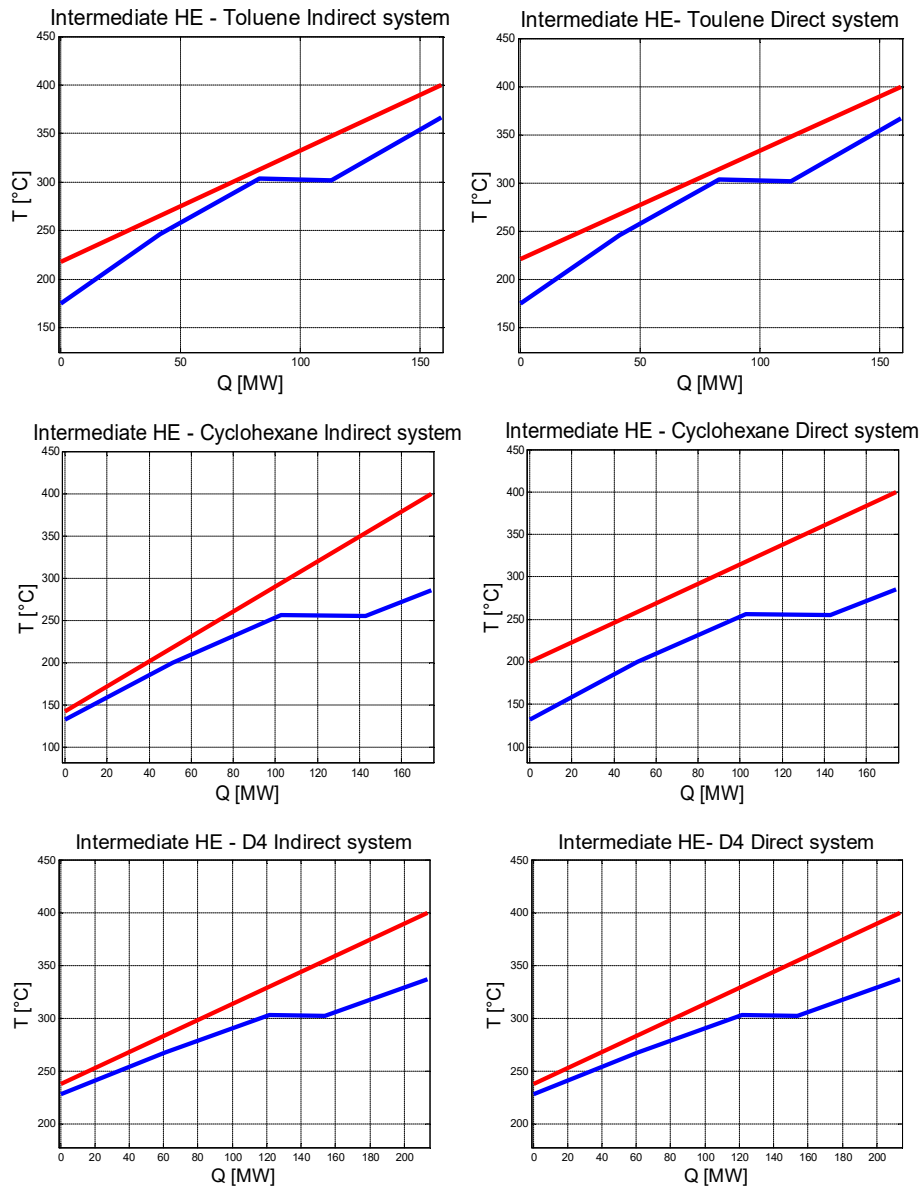 Intermediate HE - Toluene Indirect system
450
400
350
300
250
200
150
T [°C]
0 50 100 150
Q [MW]
Intermediate HE- Toulene Direct system
450
400
350
300
250
200
150
T [°C]
0 50 100 150
Q [MW]
Intermediate HE - Cyclohexane Indirect system
450
400
350
300
250
200
150
100
T [°C]
0 20 40 60 80 100 120 140 160
Q [MW]
Intermediate HE - Cyclohexane Direct system
450
400
350
300
250
200
150
100
T [°C]
0 20 40 60 80 100 120 140 160
Q [MW]
Intermediate HE - D4 Indirect system
450
400
350
300
250
200
T [°C]
0 20 40 60 80 100 120 140 160 180 200
Q [MW]
Intermediate HE- D4 Direct system
450
400
350
300
250
200
T [°C]
0 20 40 60 80 100 120 140 160 180 200
Q [MW]